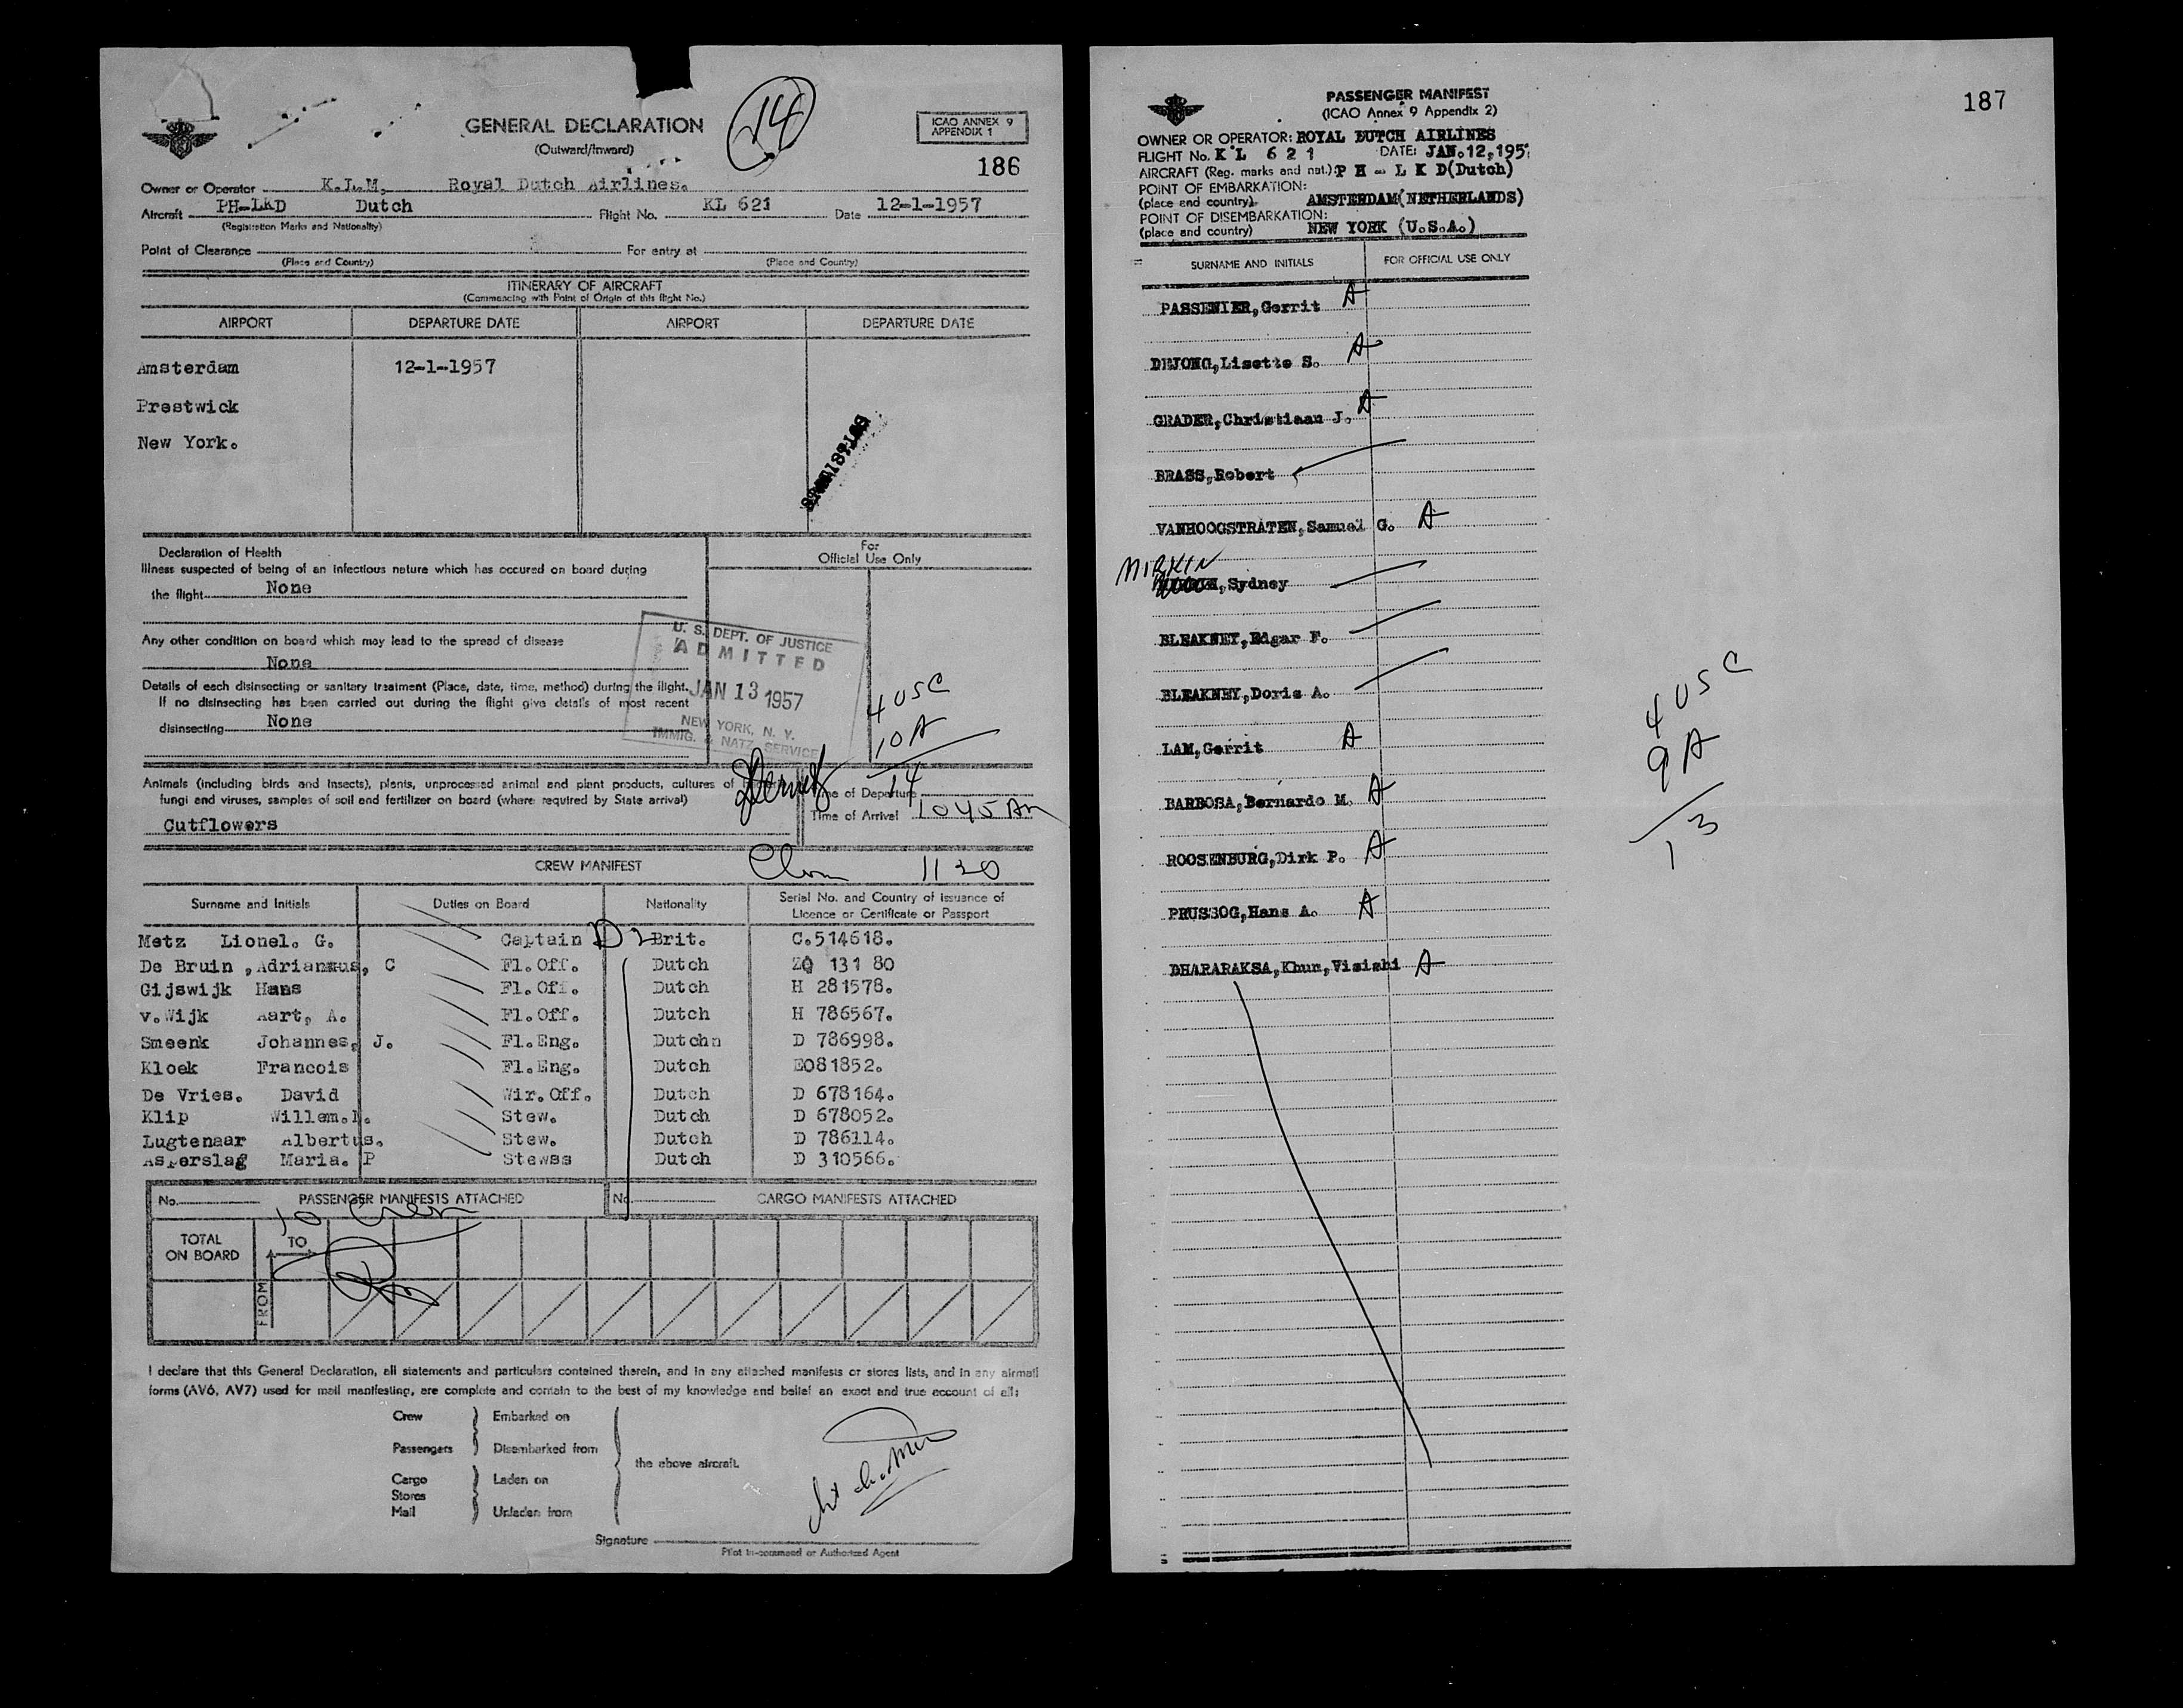 14
GENERAL DECLARATION
(Outward/Inward)
ICAO ANNEX 9
APPENDIX 1
186
Owner or Operator K.L.M. Royal Dutch Airlines.
Aircraft PH-LKD Dutch Flight No. KL 621 Date 12-1-1957
(Registration Marks and Nationality)
Point of Clearance For entry at
(Place and Country) (Place and Country)
ITINERARY OF AIRCRAFT
(Commencing with Point of Origin of this flight No.)
AIRPORT DEPARTURE DATE AIRPORT DEPARTURE DATE
Amsterdam 12-1-1957
Prestwick
New York.
Declaration of Health
Illness suspected of being of an infectious nature which has occured on board during
the flight None
For
Official Use Only
Any other condition on board which may lead to the spread of disease
None
Details of each disinsecting or sanitary treatment (Place, date, time, method) during the flight.
If no disinsecting has been carried out during the flight give details of most recent
disinsecting None
U. S. DEPT. OF JUSTICE
ADMITTED
JAN 13 1957
NEW YORK, N. Y.
IMMIG. & NATZ. SERVICE
4 USC
10 A
14
Animals (including birds and insects), plants, unprocessed animal and plant products, cultures of
fungi and viruses, samples of soil and fertilizer on board (where required by State arrival)
Cutflowers
Time of Departure
Time of Arrival 1045 Am
CREW MANIFEST
1120
Surname and Initials Duties on Board Nationality Serial No. and Country of Issuance of
Licence or Certificate or Passport
Metz Lionel. G. Captain Brit. C.514618.
De Bruin ,Adrianmus, C Fl.Off. Dutch ZQ 131 80
Gijswijk Hans Fl.Off. Dutch H 281578.
v.Wijk Aart, A. Fl.Off. Dutch H 786567.
Smeenk Johannes, J. Fl.Eng. Dutchn D 786998.
Kloek Francois Fl.Eng. Dutch E081852.
De Vries. David Wir.Off. Dutch D 678164.
Klip Willem. Stew. Dutch D 678052.
Lugtenaar Albertus. Stew. Dutch D 786114.
Asperslag Maria. P Stewss Dutch D 310566.
No. PASSENGER MANIFESTS ATTACHED No. CARGO MANIFESTS ATTACHED
10 Crew
TOTAL
ON BOARD
TO
FROM
I declare that this General Declaration, all statements and particulars contained therein, and in any attached manifests or stores lists, and in any airmail
forms (AV6, AV7) used for mail manifesting, are complete and contain to the best of my knowledge and belief an exact and true account of all:
Crew Embarked on
Passengers Disembarked from
the above aircraft.
Cargo Laden on
Stores
Mail Unladen from
Signature
Pilot in-command or Authorized Agent
PASSENGER MANIFEST
(ICAO Annex 9 Appendix 2)
187
OWNER OR OPERATOR: ROYAL DUTCH AIRLINES
FLIGHT No. K L 6 2 1 DATE: JAN.12,195
AIRCRAFT (Reg. marks and nat.): P H - L K D(Dutch)
POINT OF EMBARKATION:
(place and country). AMSTERDAM(NETHERLANDS)
POINT OF DISEMBARKATION:
(place and country) NEW YORK (U.S.A.)
SURNAME AND INITIALS FOR OFFICIAL USE ONLY
PASSENIER,Gerrit A
DEJONG,Lisette S. A
GRADER,Christiaan J. A
BRASS,Robert
VANHOOGSTRATEN,Samuel G. A
MIRKIN
,Sydney
BLEAKNEY,Edgar F.
BLEAKNEY,Doris A.
LAM,Gerrit A
BARBOSA,Bernardo M. A
ROOSENBURG,Dirk P. A
PRUSSOG,Hans A. A
DHARARAKSA,Khun,Visishi A
4 USC
9 A
13